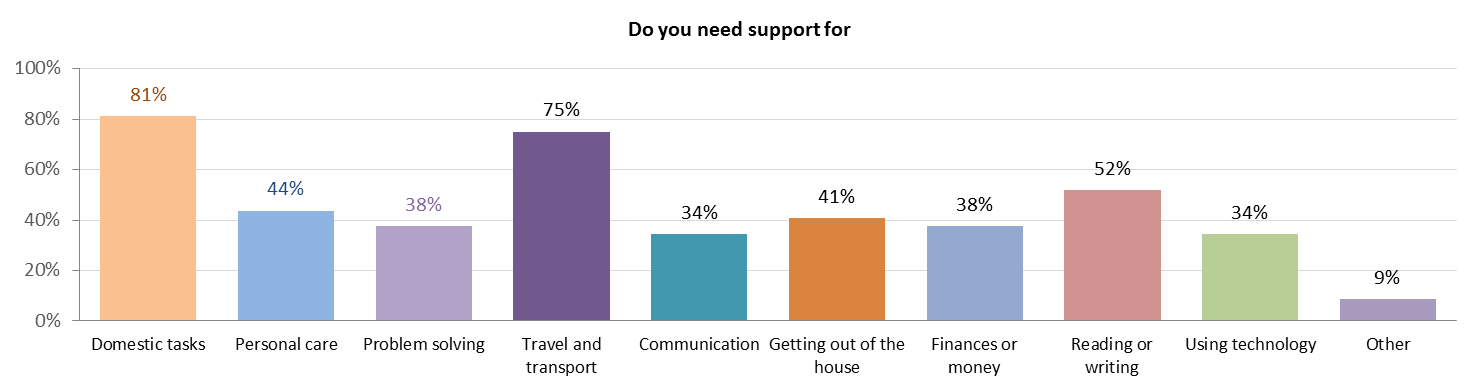 Do you need support for
100%
80%
60%
40%
20%
0%
81%
44%
38%
75%
34%
41%
38%
52%
34%
9%
Domestic tasks
Personal care
Problem solving
Travel and
transport
Communication
Getting out of the
house
Finances or
money
Reading or
writing
Using technology
Other